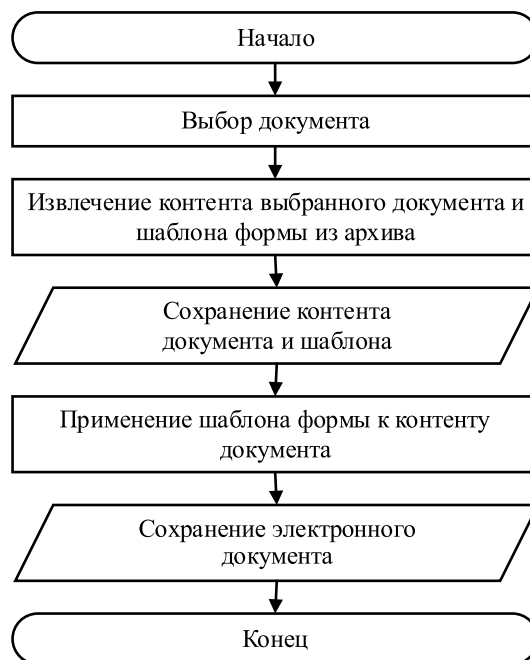 Начало
Выбор документа
Извлечение контента выбранного документа и
шаблона формы из архива
Сохранение контента
документа и шаблона
Применение шаблона формы к контенту
документа
Сохранение электронного
документа
Конец